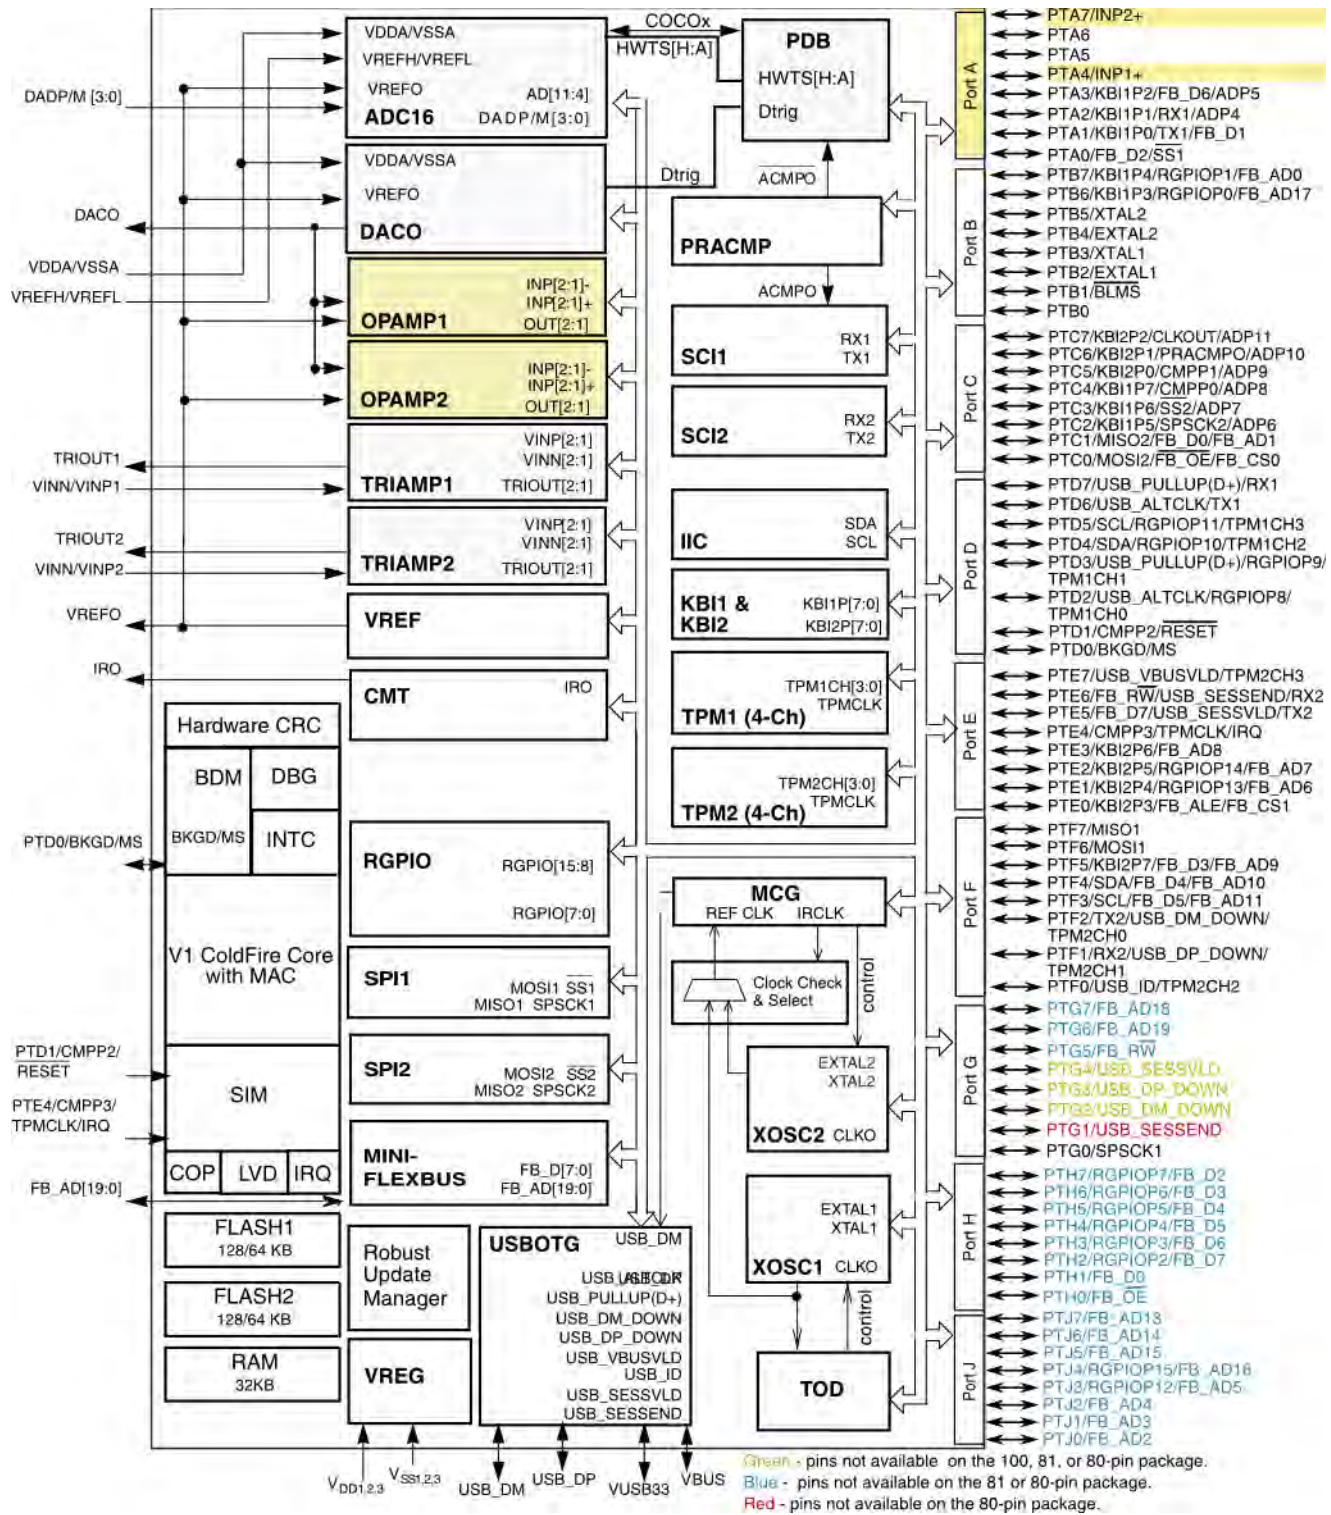 VDDA/VSSA
VREFH/VREFL
VREFO
AD[11:4]
DADP/M[3:0]
ADC16
DADP/M [3:0]
COCOx
HWTS[H:A]
PDB
HWTS[H:A]
Dtrig
VDDA/VSSA
VREFO
DACO
Dtrig
ACMPO
DACO
PRACMP
ACMPO
VDDA/VSSA
VREFH/VREFL
INP[2:1]-
INP[2:1]+
OUT[2:1]
OPAMP1
INP[2:1]-
INP[2:1]+
OUT[2:1]
OPAMP2
SCI1
RX1
TX1
SCI2
RX2
TX2
TRIOUT1
VINN/VINP1
VINP[2:1]
VINN[2:1]
TRIOUT[2:1]
TRIAMP1
TRIOUT2
VINN/VINP2
VINP[2:1]
VINN[2:1]
TRIOUT[2:1]
TRIAMP2
IIC
SDA
SCL
VREFO
VREF
KBI1 &
KBI2
KBI1P[7:0]
KBI2P[7:0]
IRO
CMT
IRO
TPM1CH[3:0]
TPMCLK
TPM1 (4-Ch)
TPM2CH[3:0]
TPMCLK
TPM2 (4-Ch)
Hardware CRC
BDM
DBG
BKGD/MS
INTC
PTD0/BKGD/MS
V1 ColdFire Core
with MAC
PTD1/CMPP2/
RESET
PTE4/CMPP3/
TPMCLK/IRQ
SIM
COP
LVD
IRQ
FB_AD[19:0]
FLASH1
128/64 KB
FLASH2
128/64 KB
RAM
32KB
RGPIO
RGPIO[15:8]
RGPIO[7:0]
SPI1
MOSI1 SS1
MISO1 SPSCK1
SPI2
MOSI2 SS2
MISO2 SPSCK2
MINI-
FLEXBUS
FB_D[7:0]
FB_AD[19:0]
Robust
Update
Manager
VREG
USBOTG
USB_DM
USB_PULLUP(D+)
USB_DM_DOWN
USB_DP_DOWN
USB_VBUSVLD
USB_ID
USB_SESSVLD
USB_SESSEND
MCG
REF CLK
IRCLK
Clock Check
& Select
control
EXTAL2
XTAL2
XOSC2
CLKO
EXTAL1
XTAL1
XOSC1
CLKO
control
TOD
VDD1,2,3
VSS1,2,3
USB_DM
USB_DP
VUSB33
VBUS
Port A
PTA7/INP2+
PTA6
PTA5
PTA4/INP1+
PTA3/KBI1P2/FB_D6/ADP5
PTA2/KBI1P1/RX1/ADP4
PTA1/KBI1P0/TX1/FB_D1
PTA0/FB_D2/SS1
Port B
PTB7/KBI1P4/RGPIOP1/FB_AD0
PTB6/KBI1P3/RGPIOP0/FB_AD17
PTB5/XTAL2
PTB4/EXTAL2
PTB3/XTAL1
PTB2/EXTAL1
PTB1/BLMS
PTB0
Port C
PTC7/KBI2P2/CLKOUT/ADP11
PTC6/KBI2P1/PRACMPO/ADP10
PTC5/KBI2P0/CMPP1/ADP9
PTC4/KBI1P7/CMPP0/ADP8
PTC3/KBI1P6/SS2/ADP7
PTC2/KBI1P5/SPSCK2/ADP6
PTC1/MISO2/FB_D0/FB_AD1
PTC0/MOSI2/FB_OE/FB_CS0
Port D
PTD7/USB_PULLUP(D+)/RX1
PTD6/USB_ALTCLK/TX1
PTD5/SCL/RGPIOP11/TPM1CH3
PTD4/SDA/RGPIOP10/TPM1CH2
PTD3/USB_PULLUP(D+)/RGPIOP9/
TPM1CH1
PTD2/USB_ALTCLK/RGPIOP8/
TPM1CH0
PTD1/CMPP2/RESET
PTD0/BKGD/MS
Port E
PTE7/USB_VBUSVLD/TPM2CH3
PTE6/FB_RW/USB_SESSEND/RX2
PTE5/FB_D7/USB_SESSVLD/TX2
PTE4/CMPP3/TPMCLK/IRQ
PTE3/KBI2P6/FB_AD8
PTE2/KBI2P5/RGPIOP14/FB_AD7
PTE1/KBI2P4/RGPIOP13/FB_AD6
PTE0/KBI2P3/FB_ALE/FB_CS1
Port F
PTF7/MISO1
PTF6/MOSI1
PTF5/KBI2P7/FB_D3/FB_AD9
PTF4/SDA/FB_D4/FB_AD10
PTF3/SCL/FB_D5/FB_AD11
PTF2/TX2/USB_DM_DOWN/
TPM2CH0
PTF1/RX2/USB_DP_DOWN/
TPM2CH1
PTF0/USB_ID/TPM2CH2
Port G
PTG7/FB_AD18
PTG6/FB_AD19
PTG5/FB_RW
PTG4/USB_SESSVLD
PTG3/USB_DP_DOWN
PTG2/USB_DM_DOWN
PTG1/USB_SESSEND
PTG0/SPSCK1
Port H
PTH7/RGPIOP7/FB_D2
PTH6/RGPIOP6/FB_D3
PTH5/RGPIOP5/FB_D4
PTH4/RGPIOP4/FB_D5
PTH3/RGPIOP3/FB_D6
PTH2/RGPIOP2/FB_D7
PTH1/FB_D0
PTH0/FB_OE
Port J
PTJ7/FB_AD13
PTJ6/FB_AD14
PTJ5/FB_AD15
PTJ4/RGPIOP15/FB_AD16
PTJ3/RGPIOP12/FB_AD5
PTJ2/FB_AD4
PTJ1/FB_AD3
PTJ0/FB_AD2
Green - pins not available on the 100, 81, or 80-pin package.
Blue - pins not available on the 81 or 80-pin package.
Red - pins not available on the 80-pin package.